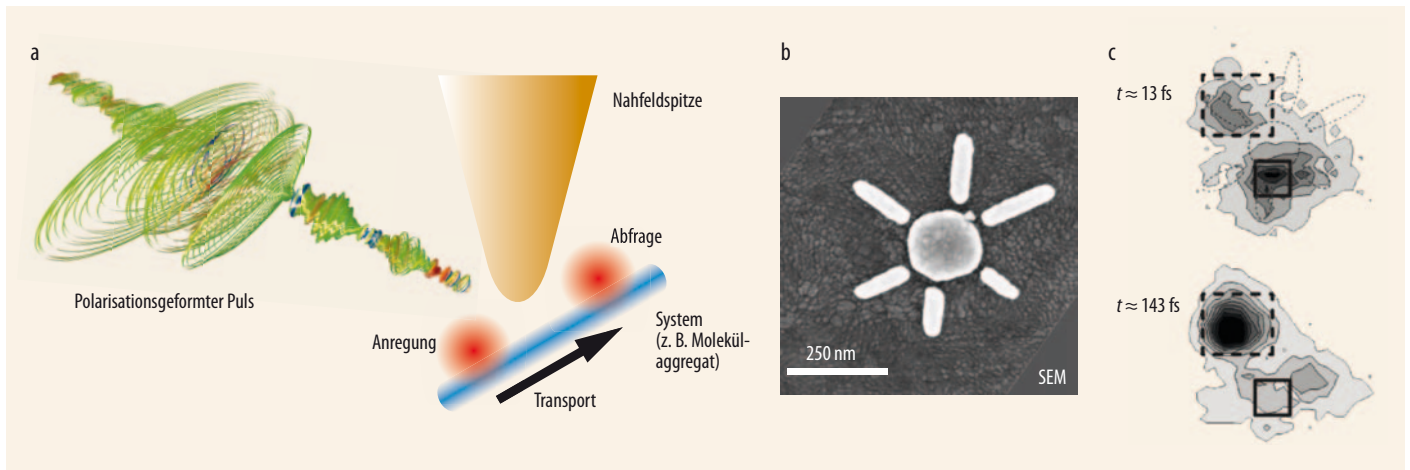 a
Nahfeldspitze
Abfrage
Polarisationsgeformter Puls
Anregung
System
(z. B. Molekül-
aggregat)
Transport
b
250 nm
SEM
c
t ≈ 13 fs
t ≈ 143 fs